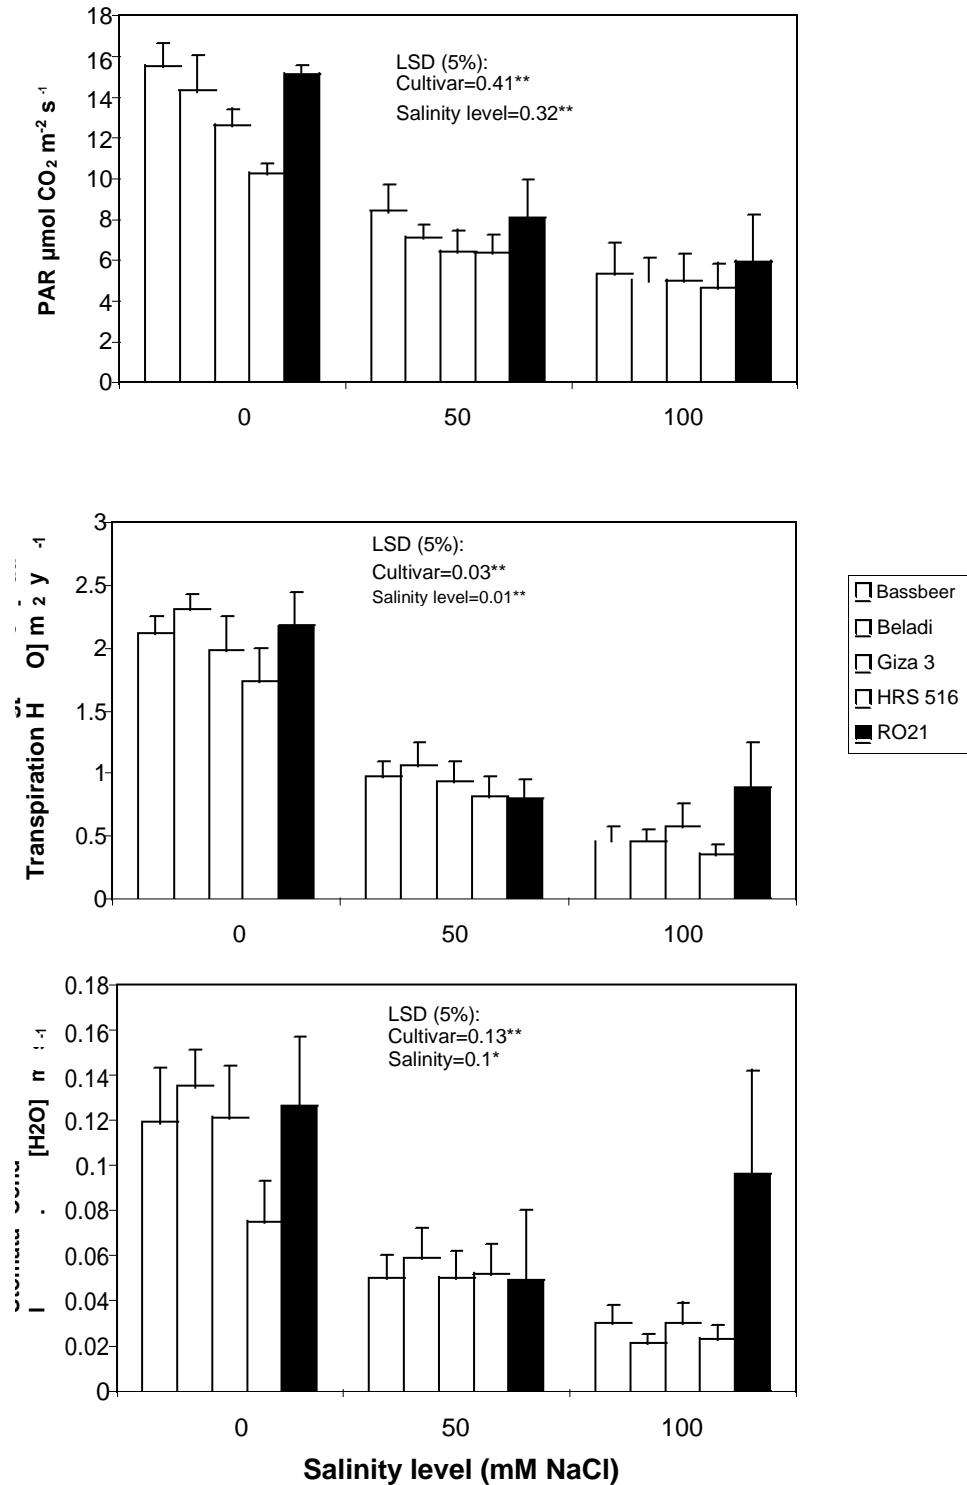 18
16
14
12
10
8
6
4
2
0
PAR µmol CO2 m-2 s -1
LSD (5%):
Cultivar=0.41**
Salinity level=0.32**
0 50 100
3
2.5
2
1.5
1
0.5
0
Transpiration H O] m 2 y -1
LSD (5%):
Cultivar=0.03**
Salinity level=0.01**
0 50 100
Bassbeer
Beladi
Giza 3
HRS 516
RO21
0.18
0.16
0.14
0.12
0.1
0.08
0.06
0.04
0.02
0
[H2O] -1
LSD (5%):
Cultivar=0.13**
Salinity=0.1*
0 50 100
Salinity level (mM NaCl)